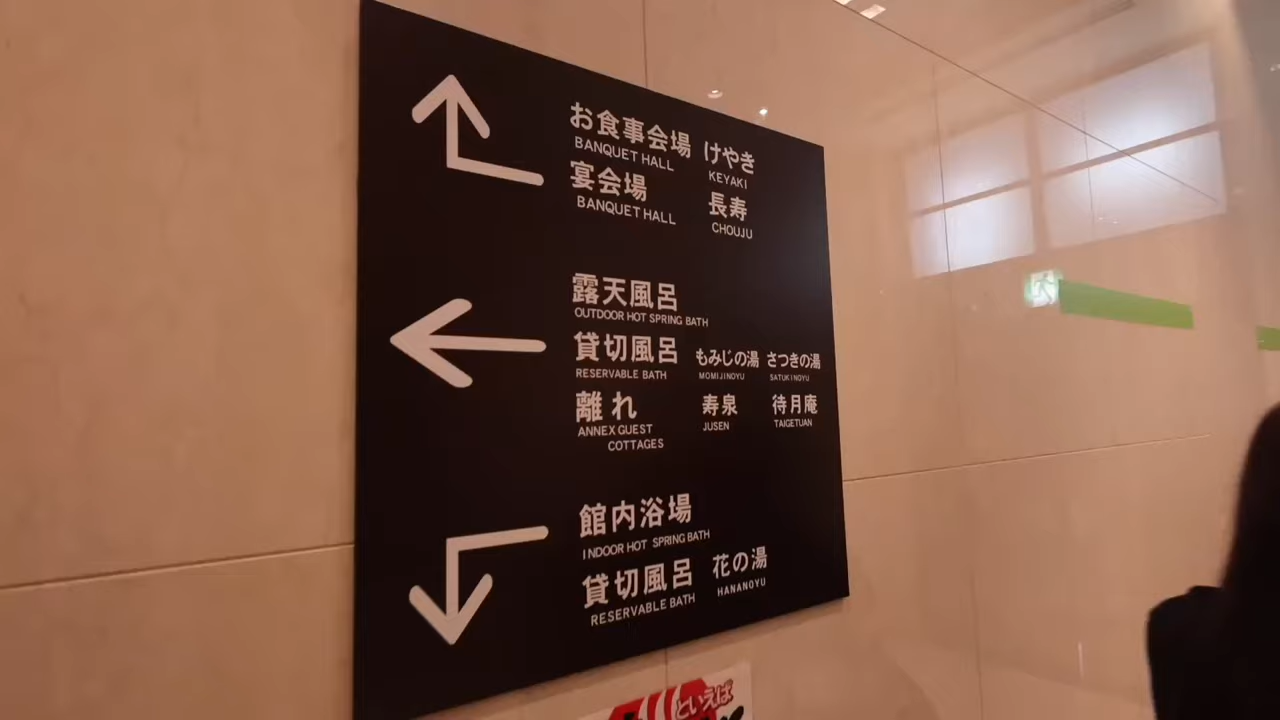 お食事会場 けやき
BANQUET HALL KEYAKI
宴会場 長寿
BANQUET HALL CHOUJU
露天風呂
OUTDOOR HOT SPRING BATH
貸切風呂 もみじの湯 さつきの湯
RESERVABLE BATH MOMIJINOYU SATUKINOYU
離れ 寿泉 待月庵
ANNEX GUEST JUSEN TAIGETUAN
COTTAGES
館内浴場
INDOOR HOT SPRING BATH
貸切風呂 花の湯
RESERVABLE BATH HANANOYU
といえば